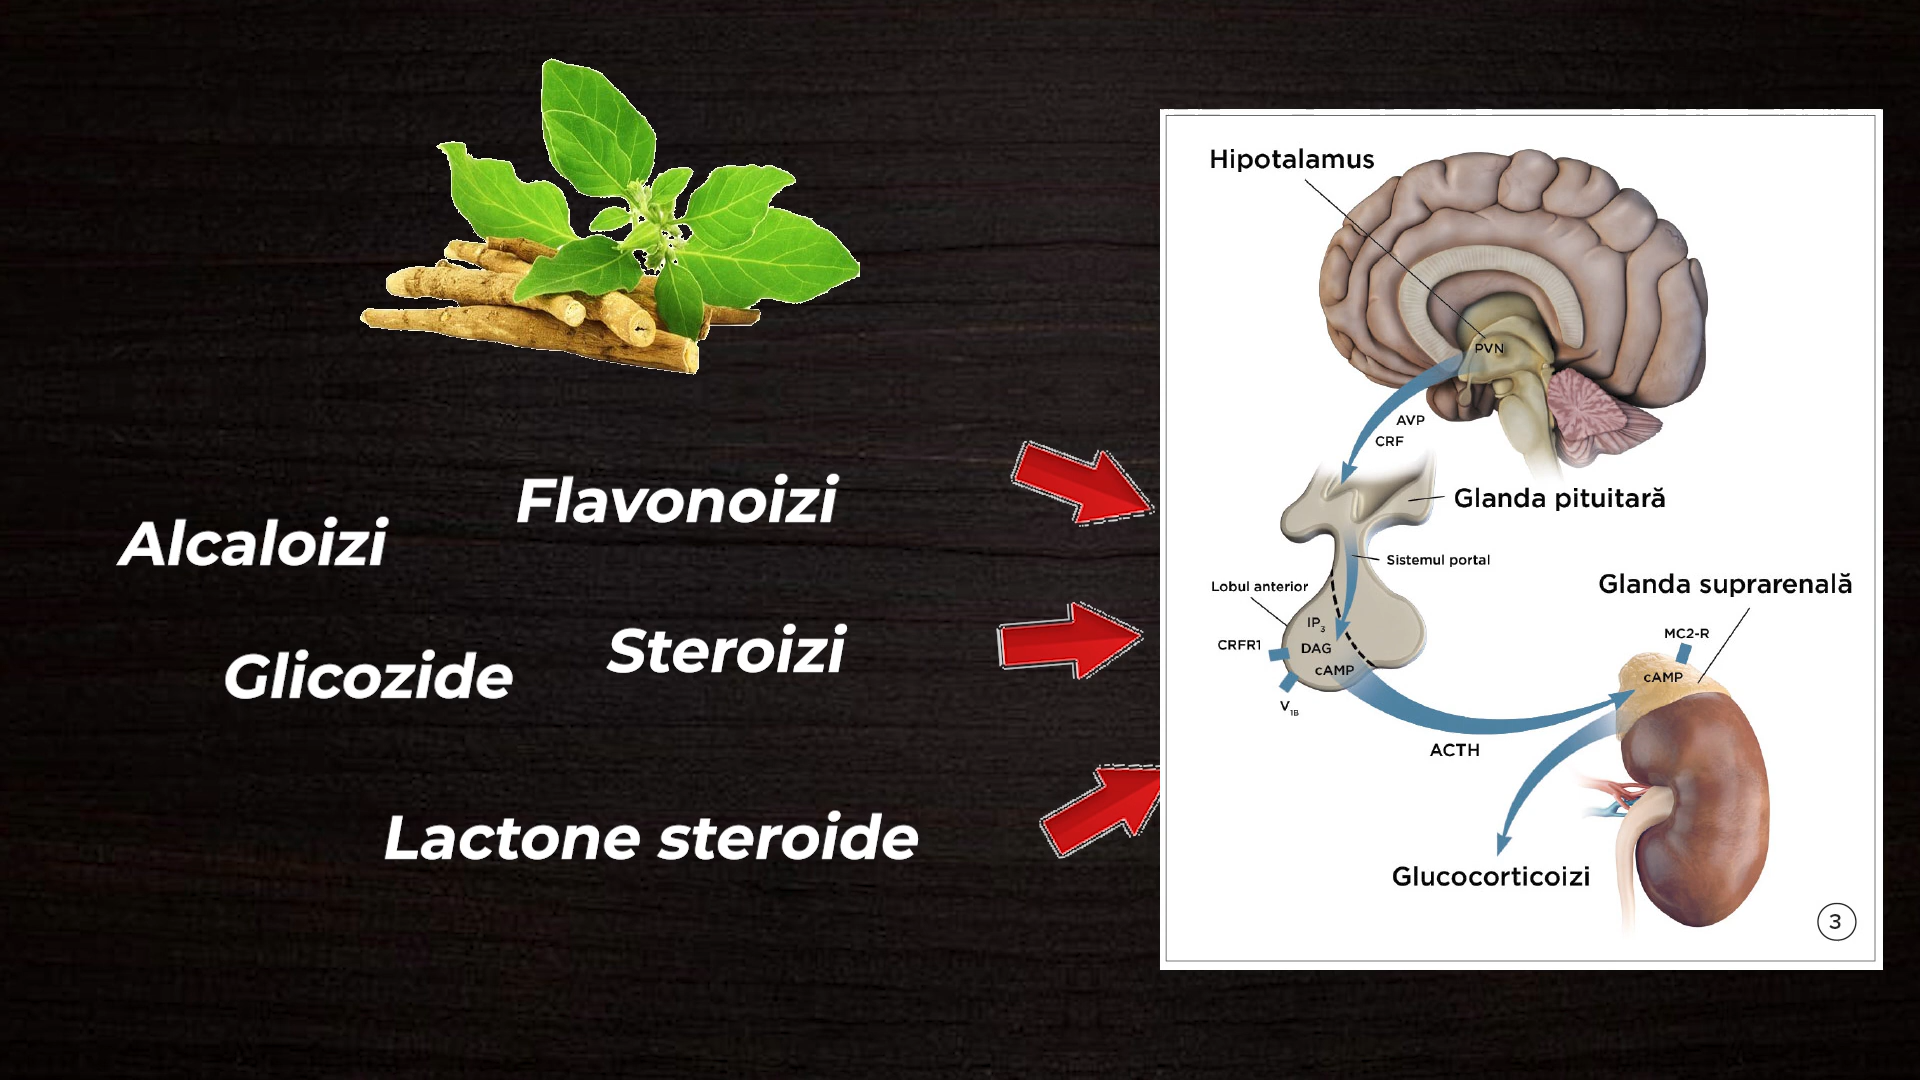 Flavonoizi
Alcaloizi
Steroizi
Glicozide
Lactone steroide
Hipotalamus
PVN
AVP
CRF
Glanda pituitară
Sistemul portal
Lobul anterior
IP3
CRFR1
DAG
cAMP
V1B
Glanda suprarenală
MC2-R
cAMP
ACTH
Glucocorticoizi
3